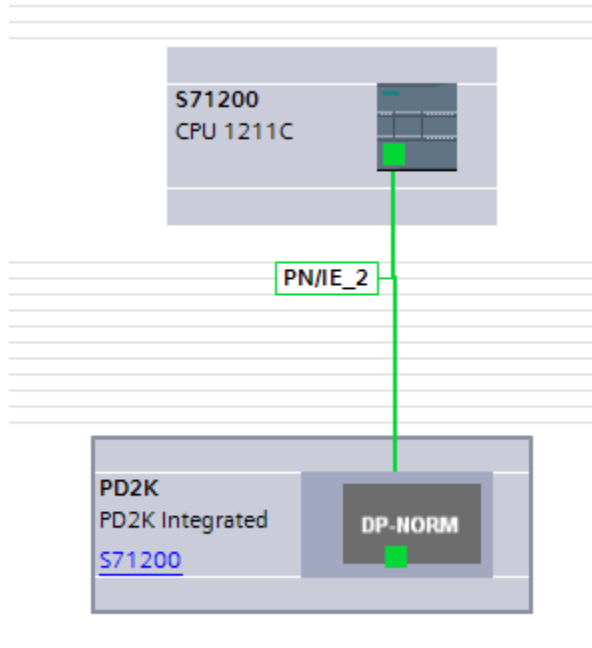 S71200
CPU 1211C
PN/IE_2
PD2K
PD2K Integrated
DP-NORM
S71200